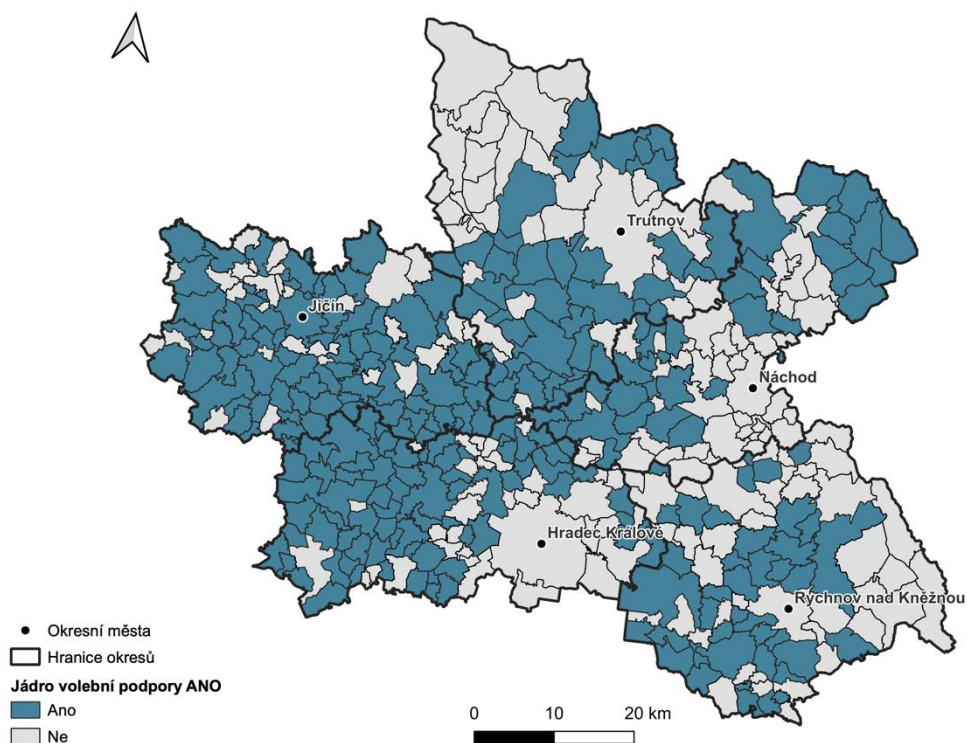 Trutnov
Jičín
Náchod
Hradec Králové
Rychnov nad Kněžnou
Okresní města
Hranice okresů
Jádro volební podpory ANO
Ano
Ne
0 10 20 km